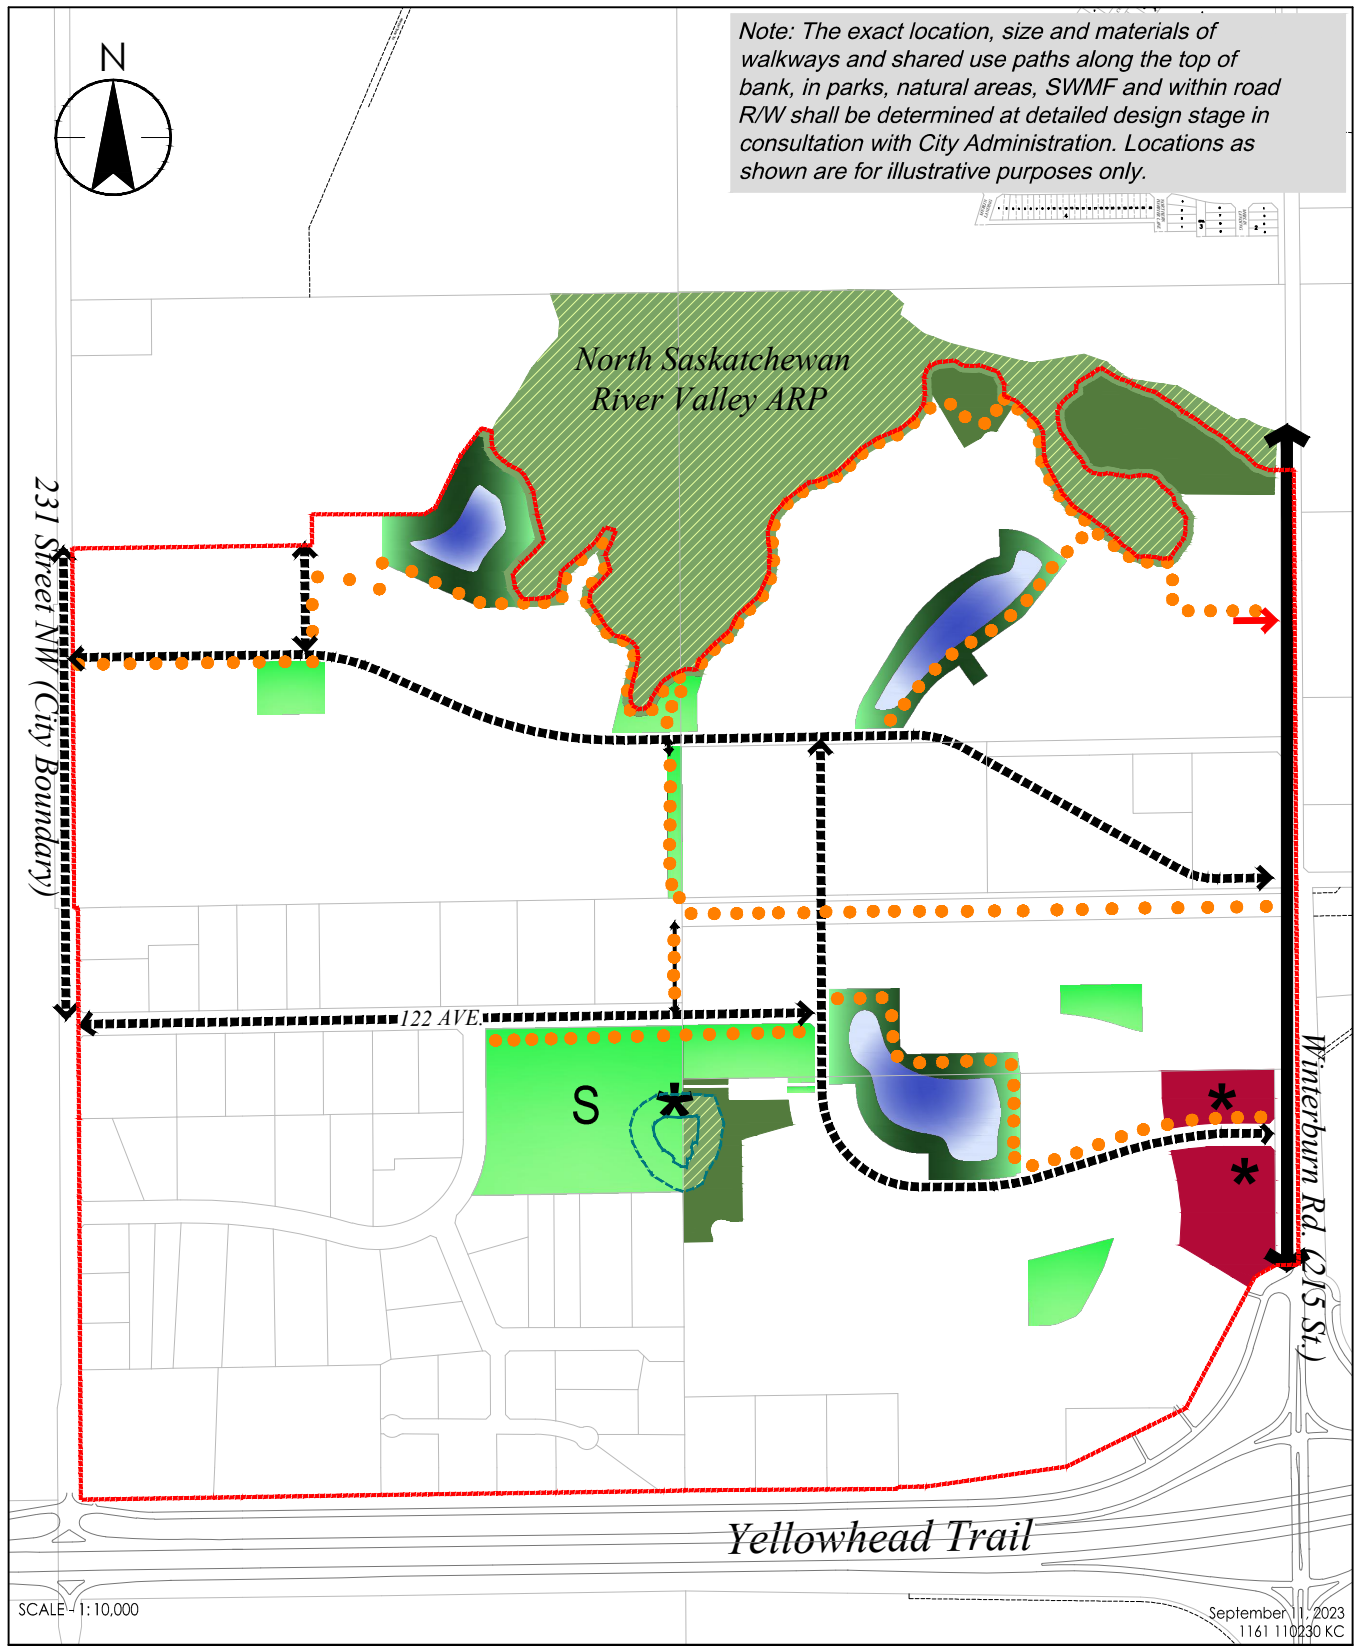 Note: The exact location, size and materials of
walkways and shared use paths along the top of
bank, in parks, natural areas, SWMF and within road
R/W shall be determined at detailed design stage in
consultation with City Administration. Locations as
shown are for illustrative purposes only.
N
4
3
2
North Saskatchewan
River Valley ARP
231 Street NW (City Boundary)
122 AVE.
S
*
*
*
Winterburn Rd. (215 St.)
Yellowhead Trail
SCALE - 1:10,000
September 11, 2023
1161 110230 KC